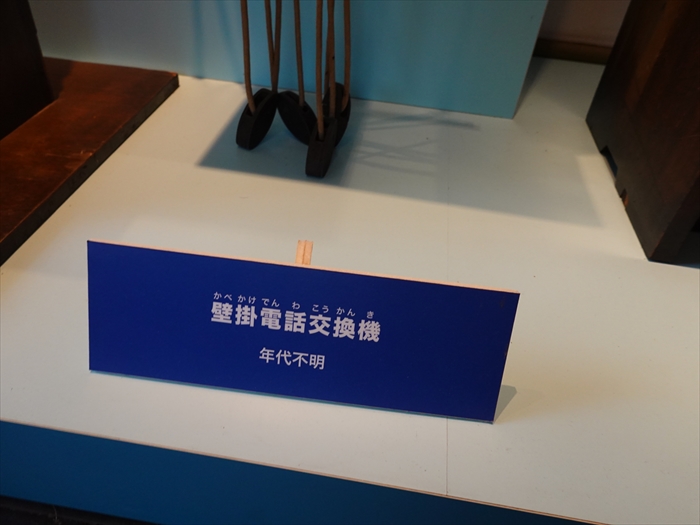 かべ かけ でん わ こう かん き
壁掛電話交換機
年代不明